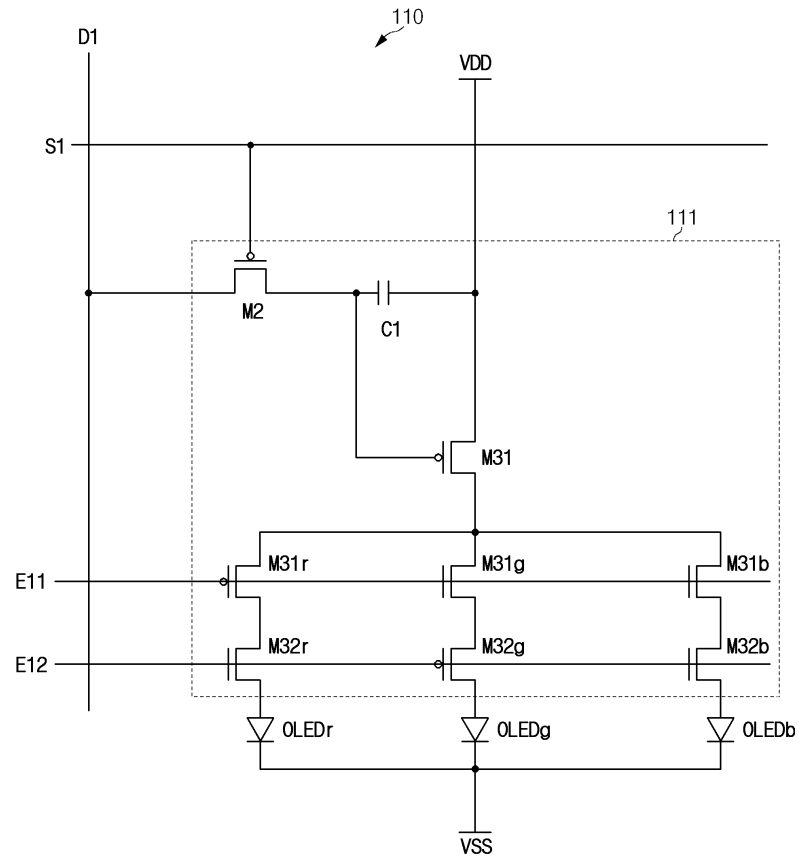 110
D1
VDD
S1
111
M2
C1
M31
M31r
M31g
M31b
E11
M32r
M32g
M32b
E12
OLEDr
OLEDg
OLEDb
VSS